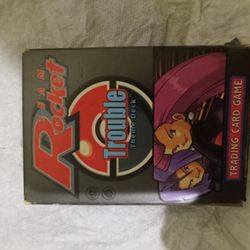 TEAM
Rocket
Trouble
Theme Deck
TRADING CARD GAME